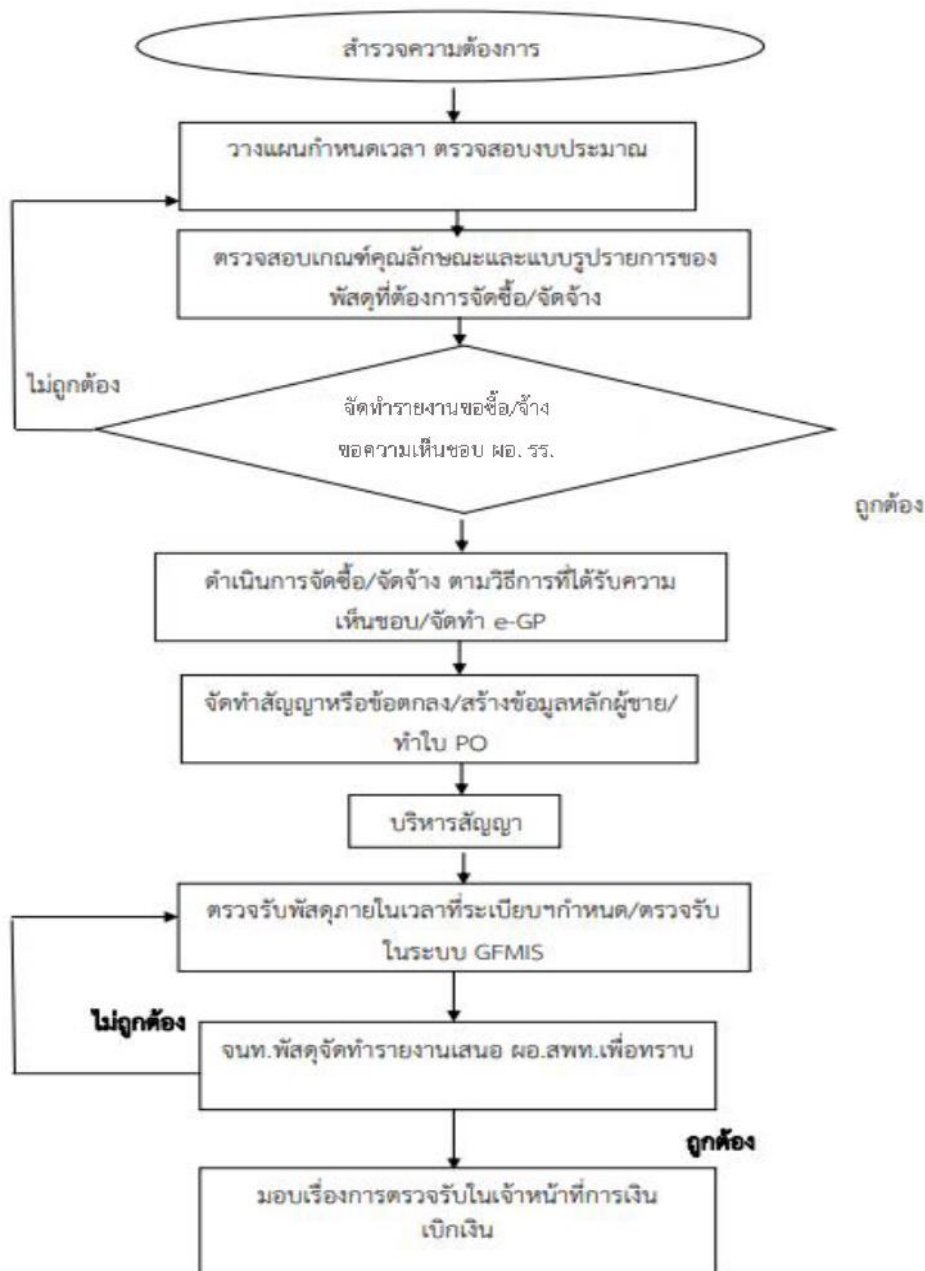 สำรวจความต้องการ
วางแผนกำหนดเวลา ตรวจสอบงบประมาณ
ตรวจสอบเกณฑ์คุณลักษณะและแบบรูปรายการของ
พัสดุที่ต้องการจัดซื้อ/จัดจ้าง
ไม่ถูกต้อง
จัดทำรายงานขอซื้อ/จ้าง
ขอความเห็นชอบ ผอ. รร.
ถูกต้อง
ดำเนินการจัดซื้อ/จัดจ้าง ตามวิธีการที่ได้รับความ
เห็นชอบ/จัดทำ e-GP
จัดทำสัญญาหรือข้อตกลง/สร้างข้อมูลหลักผู้ขาย/
ทำใบ PO
บริหารสัญญา
ตรวจรับพัสดุภายในเวลาที่ระเบียบฯกำหนด/ตรวจรับ
ในระบบ GFMIS
ไม่ถูกต้อง
จนท.พัสดุจัดทำรายงานเสนอ ผอ.สพท.เพื่อทราบ
ถูกต้อง
มอบเรื่องการตรวจรับในเจ้าหน้าที่การเงิน
เบิกเงิน